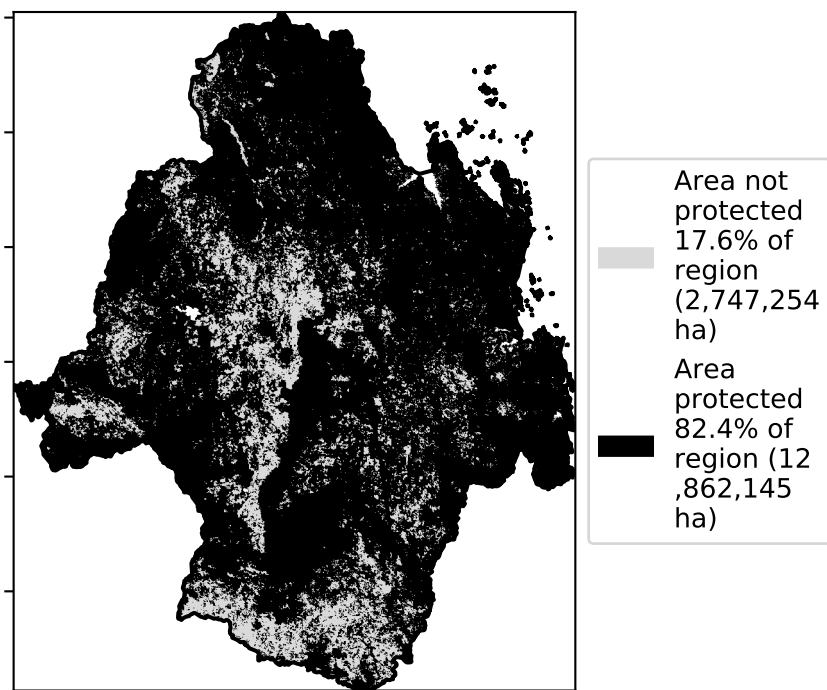 Area not
protected
17.6% of
region
(2,747,254
ha)
Area
protected
82.4% of
region (12
,862,145
ha)